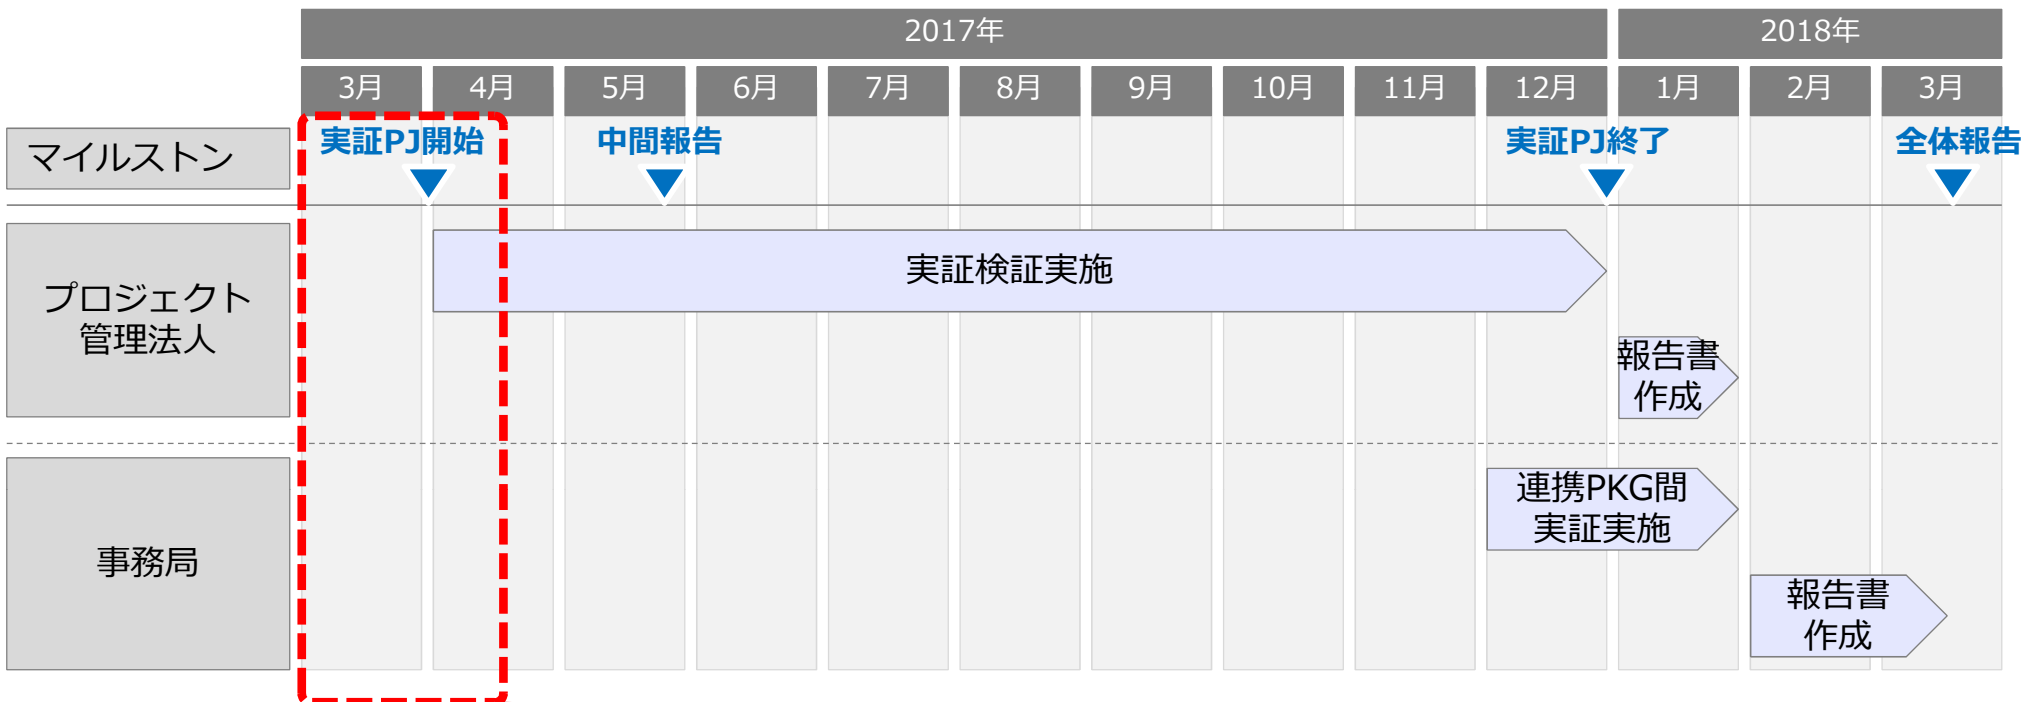 2017年
2018年
3月
4月
5月
6月
7月
8月
9月
10月
11月
12月
1月
2月
3月
マイルストン
実証PJ開始
中間報告
実証PJ終了
全体報告
プロジェクト
管理法人
実証検証実施
報告書
作成
事務局
連携PKG間
実証実施
報告書
作成